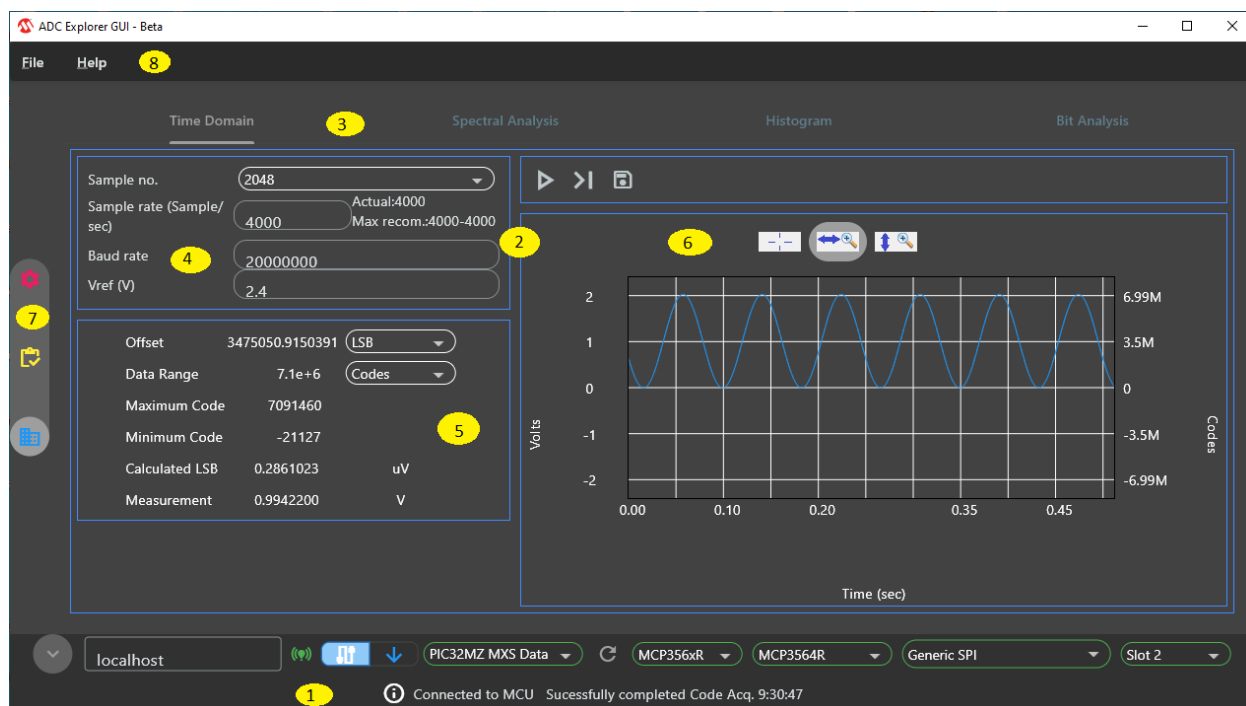 ADC Explorer GUI - Beta
File Help 8
Time Domain 3 Spectral Analysis Histogram Bit Analysis
Sample no. 2048
Sample rate (Sample/
sec) 4000 Actual:4000
Max recom.:4000-4000
Baud rate 4 20000000 2
Vref (V) 2.4
6
7
Offset 3475050.9150391 LSB
Data Range 7.1e+6 Codes
Maximum Code 7091460
Minimum Code -21127 5
Calculated LSB 0.2861023 uV
Measurement 0.9942200 V
2 6.99M
1 3.5M
0 0
-1 -3.5M
-2 -6.99M
Volts
Codes
0.00 0.10 0.20 0.35 0.45
Time (sec)
localhost PIC32MZ MXS Data MCP356xR MCP3564R Generic SPI Slot 2
1 Connected to MCU Sucessfully completed Code Acq. 9:30:47